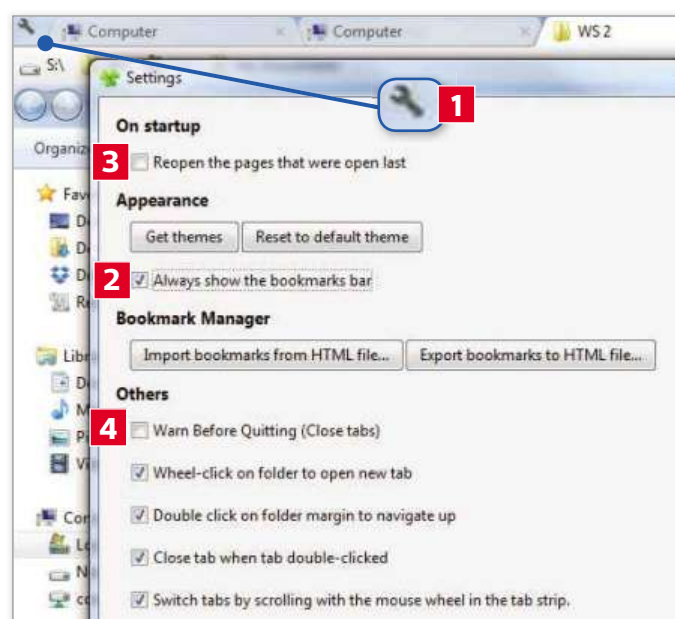 Computer
Computer
WS 2
S:\
Settings
1
On startup
Organiz
3
Reopen the pages that were open last
Fav
Appearance
Get themes
Reset to default theme
2
Always show the bookmarks bar
Bookmark Manager
Libr
Import bookmarks from HTML file...
Export bookmarks to HTML file...
Others
4
Warn Before Quitting (Close tabs)
Wheel-click on folder to open new tab
Double click on folder margin to navigate up
Close tab when tab double-clicked
Switch tabs by scrolling with the mouse wheel in the tab strip.